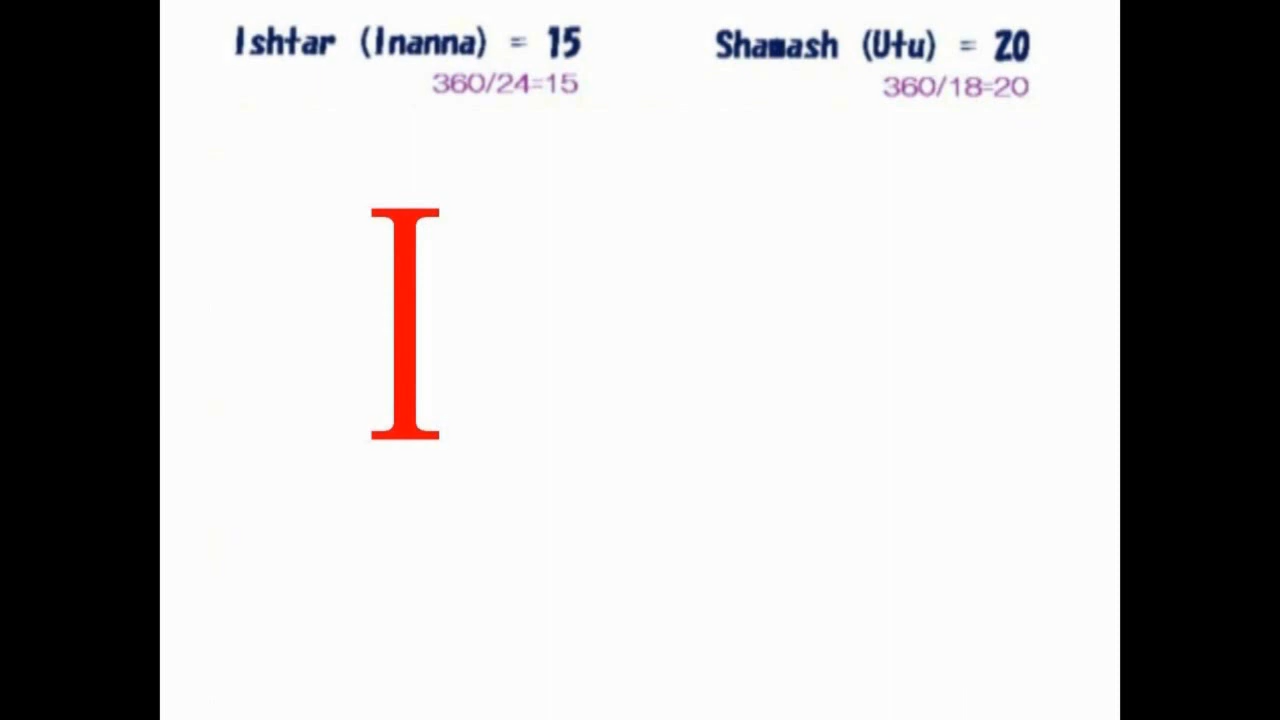 Ishtar (Inanna) = 15
360/24=15
Shamash (Utu) = 20
360/18=20
I